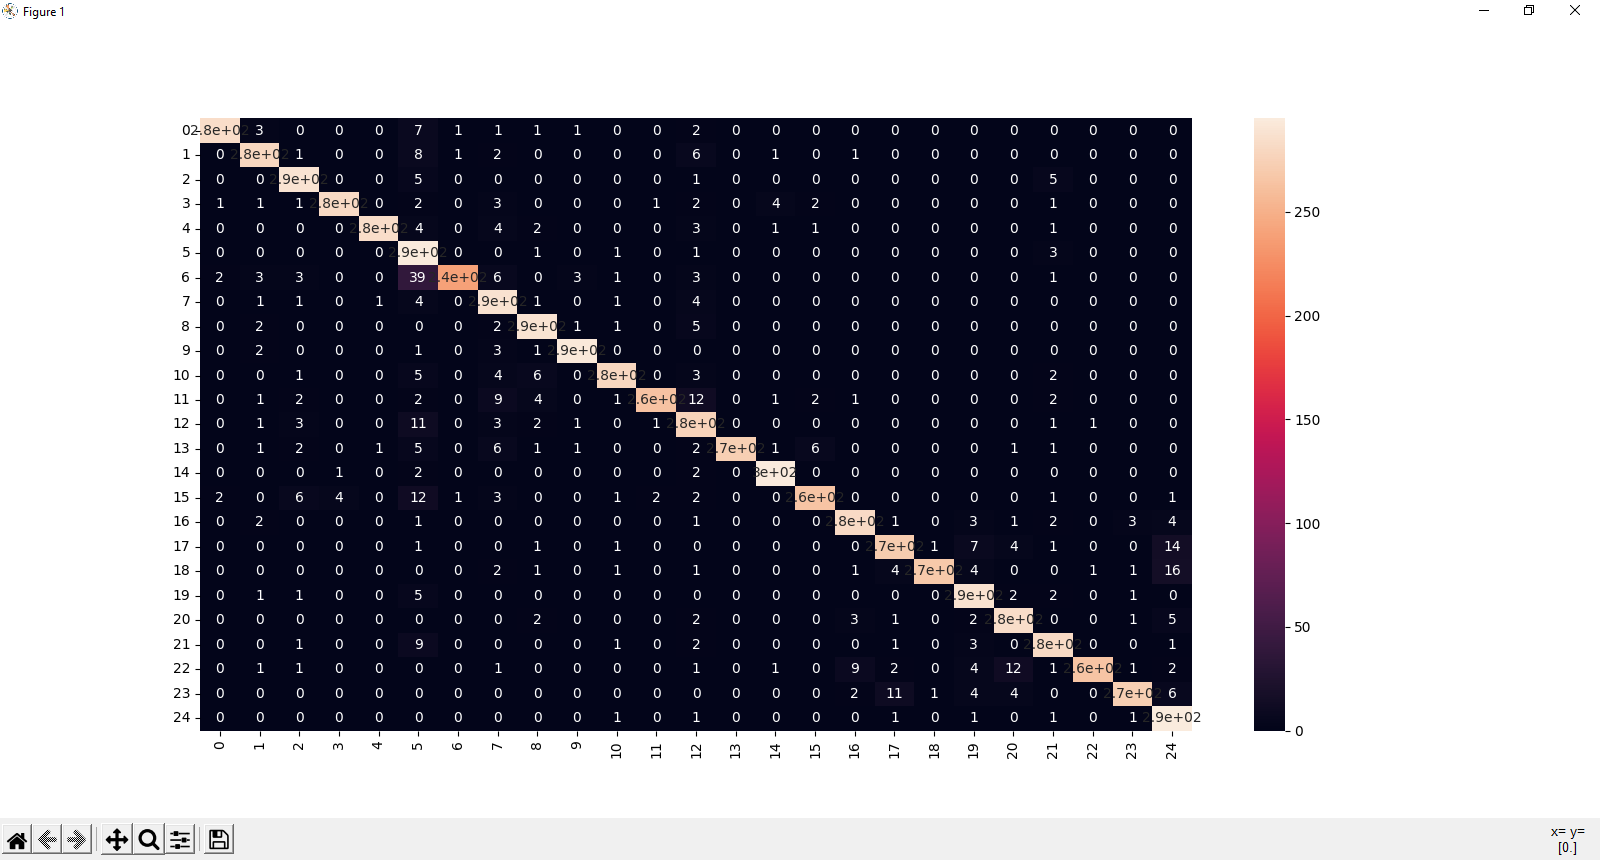 Figure 1
0 2.8e+02 3 0 0 0 7 1 1 1 1 0 0 2 0 0 0 0 0 0 0 0 0 0 0 0
1 0 2.8e+02 1 0 0 8 1 2 0 0 0 0 6 0 1 0 1 0 0 0 0 0 0 0 0
2 0 0 2.9e+02 0 0 5 0 0 0 0 0 0 1 0 0 0 0 0 0 0 0 5 0 0 0
3 1 1 1 2.8e+02 0 2 0 3 0 0 0 1 2 0 4 2 0 0 0 0 0 1 0 0 0
4 0 0 0 0 2.8e+02 4 0 4 2 0 0 0 3 0 1 1 0 0 0 0 0 1 0 0 0
5 0 0 0 0 0 2.9e+02 0 0 1 0 1 0 1 0 0 0 0 0 0 0 0 3 0 0 0
6 2 3 3 0 0 39 .4e+02 6 0 3 1 0 3 0 0 0 0 0 0 0 0 1 0 0 0
7 0 1 1 0 1 4 0 2.9e+02 1 0 1 0 4 0 0 0 0 0 0 0 0 0 0 0 0
8 0 2 0 0 0 0 0 2 2.9e+02 1 1 0 5 0 0 0 0 0 0 0 0 0 0 0 0
9 0 2 0 0 0 1 0 3 1 2.9e+02 0 0 0 0 0 0 0 0 0 0 0 0 0 0 0
10 0 0 1 0 0 5 0 4 6 0 2.8e+02 0 3 0 0 0 0 0 0 0 0 2 0 0 0
11 0 1 2 0 0 2 0 9 4 0 1 2.6e+02 12 0 1 2 1 0 0 0 0 2 0 0 0
12 0 1 3 0 0 11 0 3 2 1 0 1 2.8e+02 0 0 0 0 0 0 0 0 1 1 0 0
13 0 1 2 0 1 5 0 6 1 1 0 0 2 2.7e+02 1 6 0 0 0 0 1 1 0 0 0
14 0 0 0 1 0 2 0 0 0 0 0 0 2 0 3e+02 0 0 0 0 0 0 0 0 0 0
15 2 0 6 4 0 12 1 3 0 0 1 2 2 0 0 2.6e+02 0 0 0 0 0 1 0 0 1
16 0 2 0 0 0 1 0 0 0 0 0 0 1 0 0 0 2.8e+02 1 0 3 1 2 0 3 4
17 0 0 0 0 0 1 0 0 1 0 1 0 0 0 0 0 0 2.7e+02 1 7 4 1 0 0 14
18 0 0 0 0 0 0 0 2 1 0 1 0 1 0 0 0 1 4 2.7e+02 4 0 0 1 1 16
19 0 1 1 0 0 5 0 0 0 0 0 0 0 0 0 0 0 0 0 2.9e+02 2 2 0 1 0
20 0 0 0 0 0 0 0 0 2 0 0 0 2 0 0 0 3 1 0 2 2.8e+02 0 0 1 5
21 0 0 1 0 0 9 0 0 0 0 1 0 2 0 0 0 0 1 0 3 0 2.8e+02 0 0 1
22 0 1 1 0 0 0 0 1 0 0 0 0 1 0 1 0 9 2 0 4 12 1 2.6e+02 1 2
23 0 0 0 0 0 0 0 0 0 0 0 0 0 0 0 0 2 11 1 4 4 0 0 2.7e+02 6
24 0 0 0 0 0 0 0 0 0 0 1 0 1 0 0 0 0 1 0 1 0 1 0 1 2.9e+02
0 1 2 3 4 5 6 7 8 9 10 11 12 13 14 15 16 17 18 19 20 21 22 23 24
250
200
150
100
50
0
x= y=
[0.]